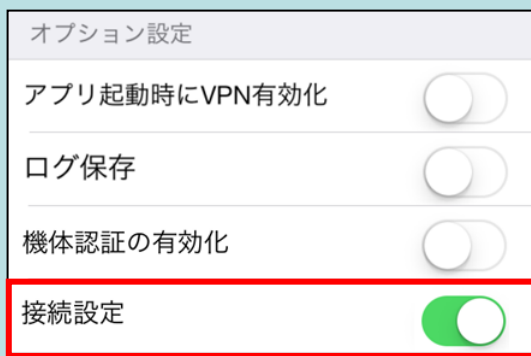 オプション設定
アプリ起動時にVPN有効化
ログ保存
機体認証の有効化
接続設定